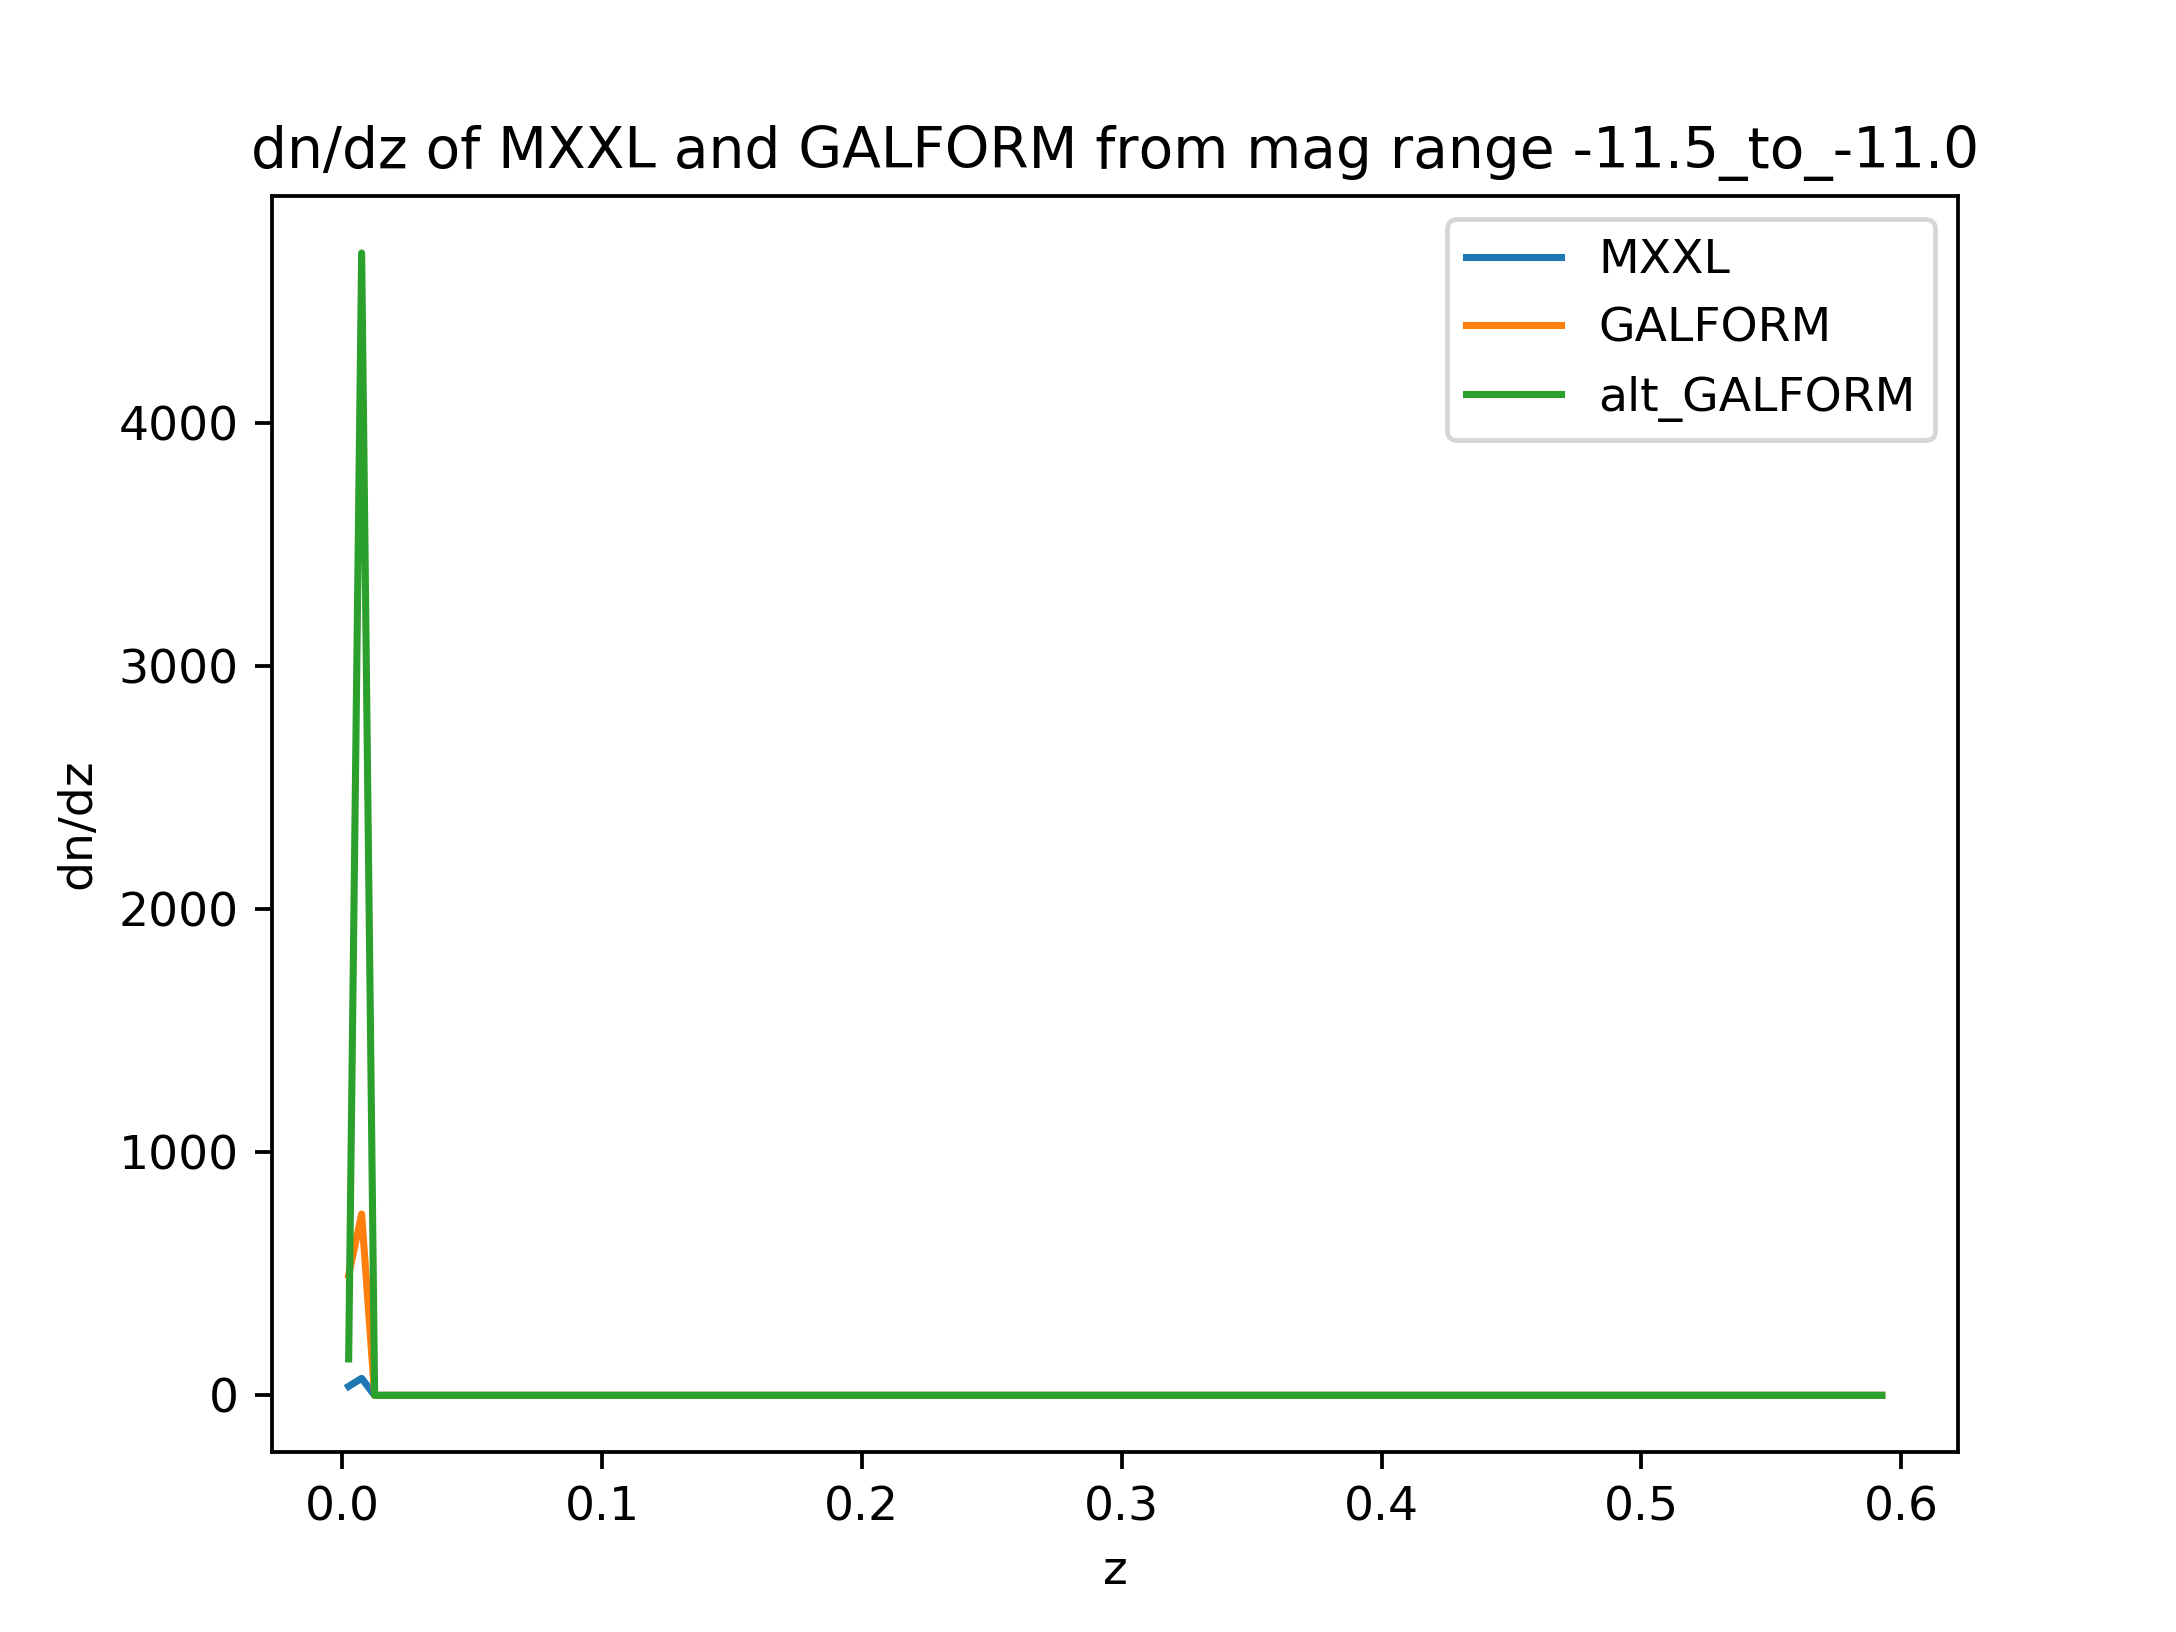 dn/dz of MXXL and GALFORM from mag range -11.5_to_-11.0
MXXL
GALFORM
alt_GALFORM
4000
3000
2000
1000
0
dn/dz
0.0 0.1 0.2 0.3 0.4 0.5 0.6
z